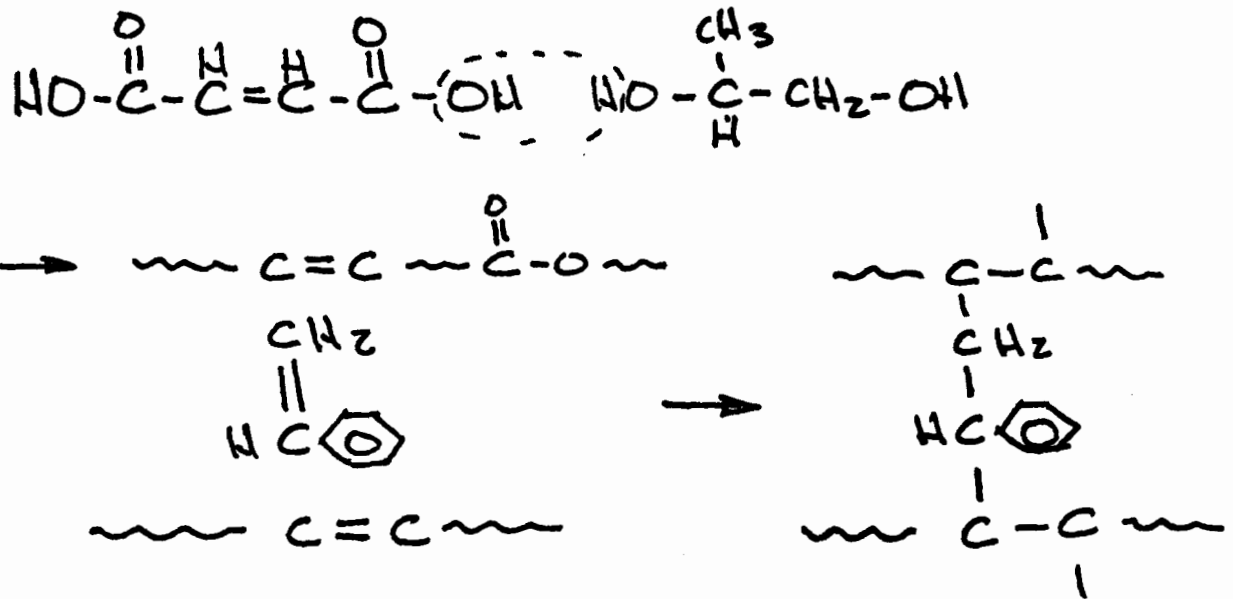 O H H O CH3
HO-C-C=C-C-OH HO-C-CH2-OH
H
O
C=C C-O C-C
CH2 CH2
HC HC
C=C C-C